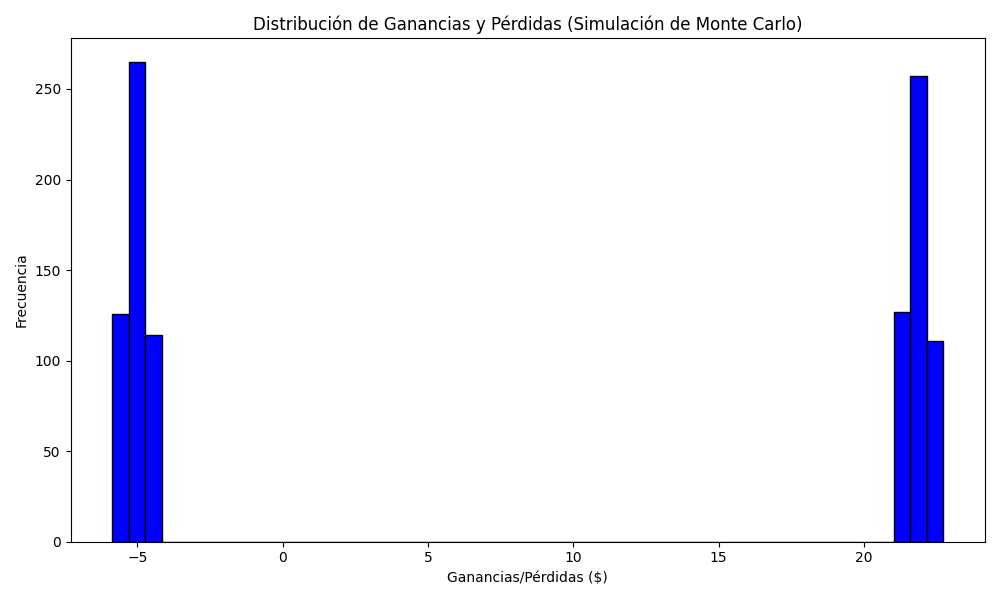 Distribución de Ganancias y Pérdidas (Simulación de Monte Carlo)
250
200
150
100
50
0
Frecuencia
−5 0 5 10 15 20
Ganancias/Pérdidas ($)